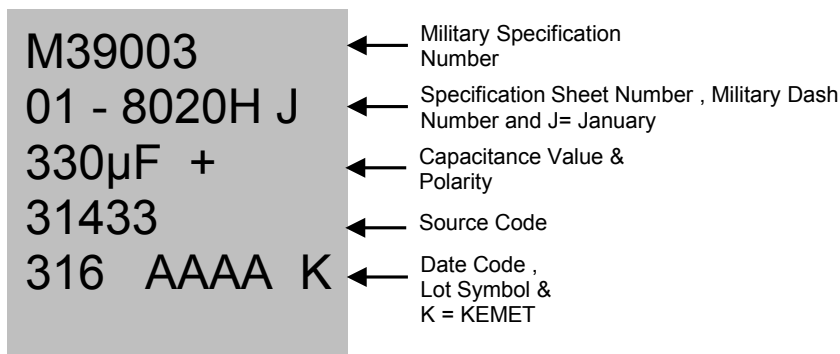 M39003
Military Specification
Number
01 - 8020H J
Specification Sheet Number , Military Dash
Number and J= January
330µF +
Capacitance Value &
Polarity
31433
Source Code
316 AAAA K
Date Code ,
Lot Symbol &
K = KEMET